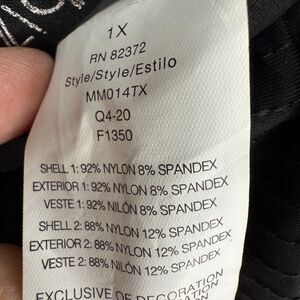 1X
RN 82372
Style/Style/Estilo
MM014TX
Q4-20
F1350
SHELL 1: 92% NYLON 8% SPANDEX
EXTERIOR 1: 92% NYLON 8% SPANDEX
VESTE 1: 92% NILÓN 8% SPANDEX
SHELL 2: 88% NYLON 12% SPANDEX
EXTERIOR 2: 88% NYLON 12% SPANDEX
VESTE 2: 88% NILÓN 12% SPANDEX
EXCLUSIVE OF DECORATION